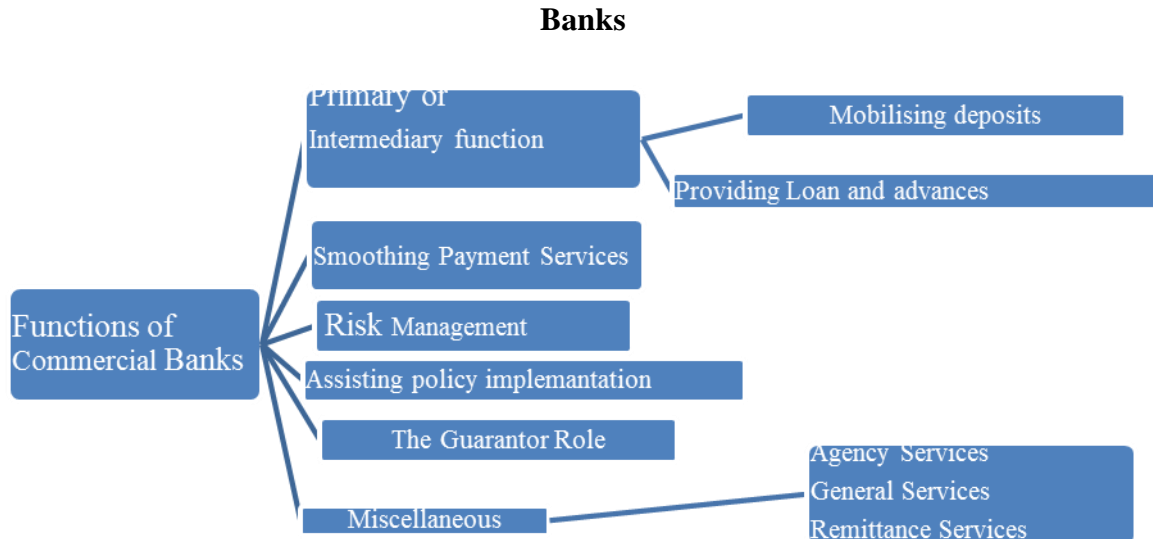 Banks
Primary or
Intermediary function
Mobilising deposits
Providing Loan and advances
Smoothing Payment Services
Functions of
Commercial Banks
Risk Management
Assisting policy implemantation
The Guarantor Role
Miscellaneous
Agency Services
General Services
Remittance Services